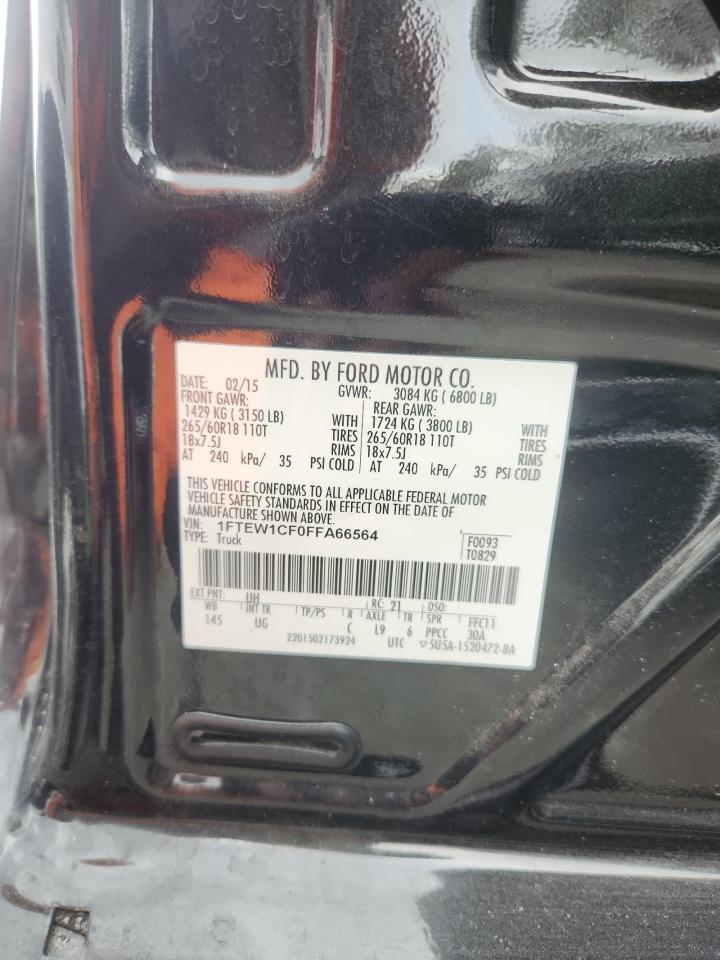 MFD. BY FORD MOTOR CO.
DATE: 02/15 GVWR: 3084 KG ( 6800 LB)
FRONT GAWR: REAR GAWR:
1429 KG ( 3150 LB) WITH 1724 KG ( 3800 LB) WITH
265/60R18 110T TIRES 265/60R18 110T TIRES
18x7.5J RIMS 18x7.5J RIMS
AT 240 kPa/ 35 PSI COLD AT 240 kPa/ 35 PSI COLD
THIS VEHICLE CONFORMS TO ALL APPLICABLE FEDERAL MOTOR
VEHICLE SAFETY STANDARDS IN EFFECT ON THE DATE OF
MANUFACTURE SHOWN ABOVE.
VIN: 1FTEW1CF0FFA66564
TYPE: Truck
F0093
T0829
EXT PNT: UH RC: 21 DSO:
WB INT TR TP/PS R AXLE TR SPR FFC11
145 UG C L9 6 PPCC 30A
2201502173924 UTC ▽5U5A-1520472-BA